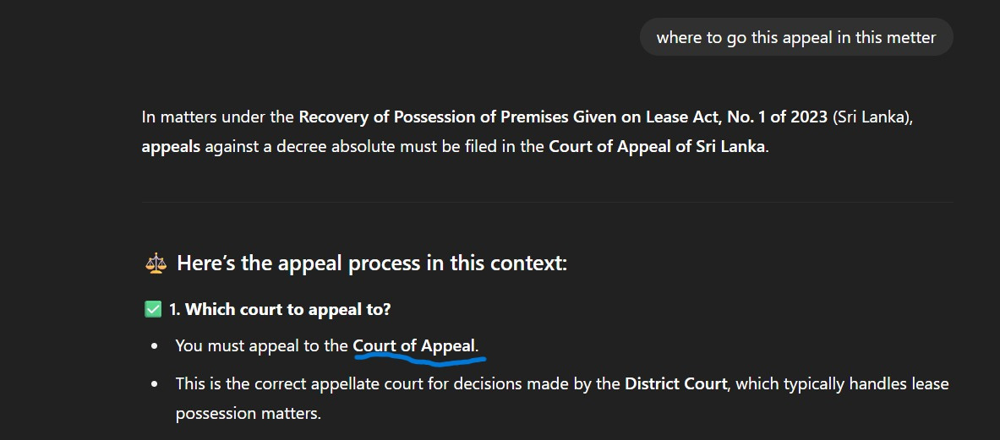 where to go this appeal in this metter
In matters under the Recovery of Possession of Premises Given on Lease Act, No. 1 of 2023 (Sri Lanka),
appeals against a decree absolute must be filed in the Court of Appeal of Sri Lanka.
⚖️ Here’s the appeal process in this context:
✅ 1. Which court to appeal to?
• You must appeal to the Court of Appeal.
• This is the correct appellate court for decisions made by the District Court, which typically handles lease
possession matters.